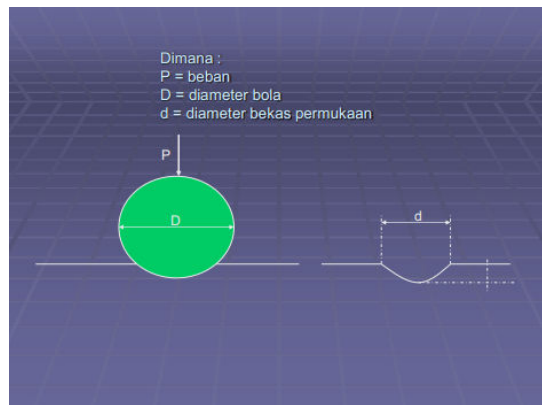 Dimana :
P = beban
D = diameter bola
d = diameter bekas permukaan
P
D
d